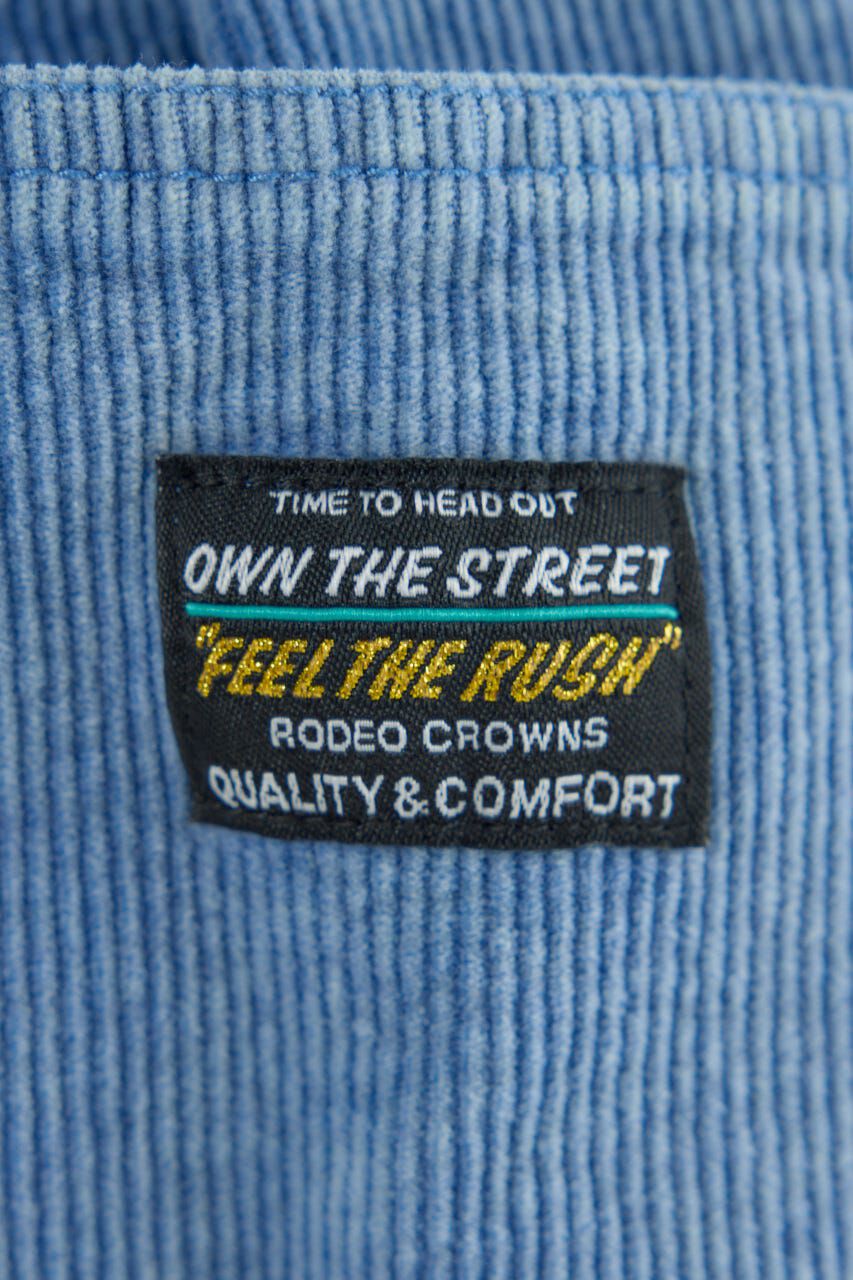 TIME TO HEAD OUT
OWN THE STREET
"FEEL THE RUSH"
RODEO CROWNS
QUALITY & COMFORT